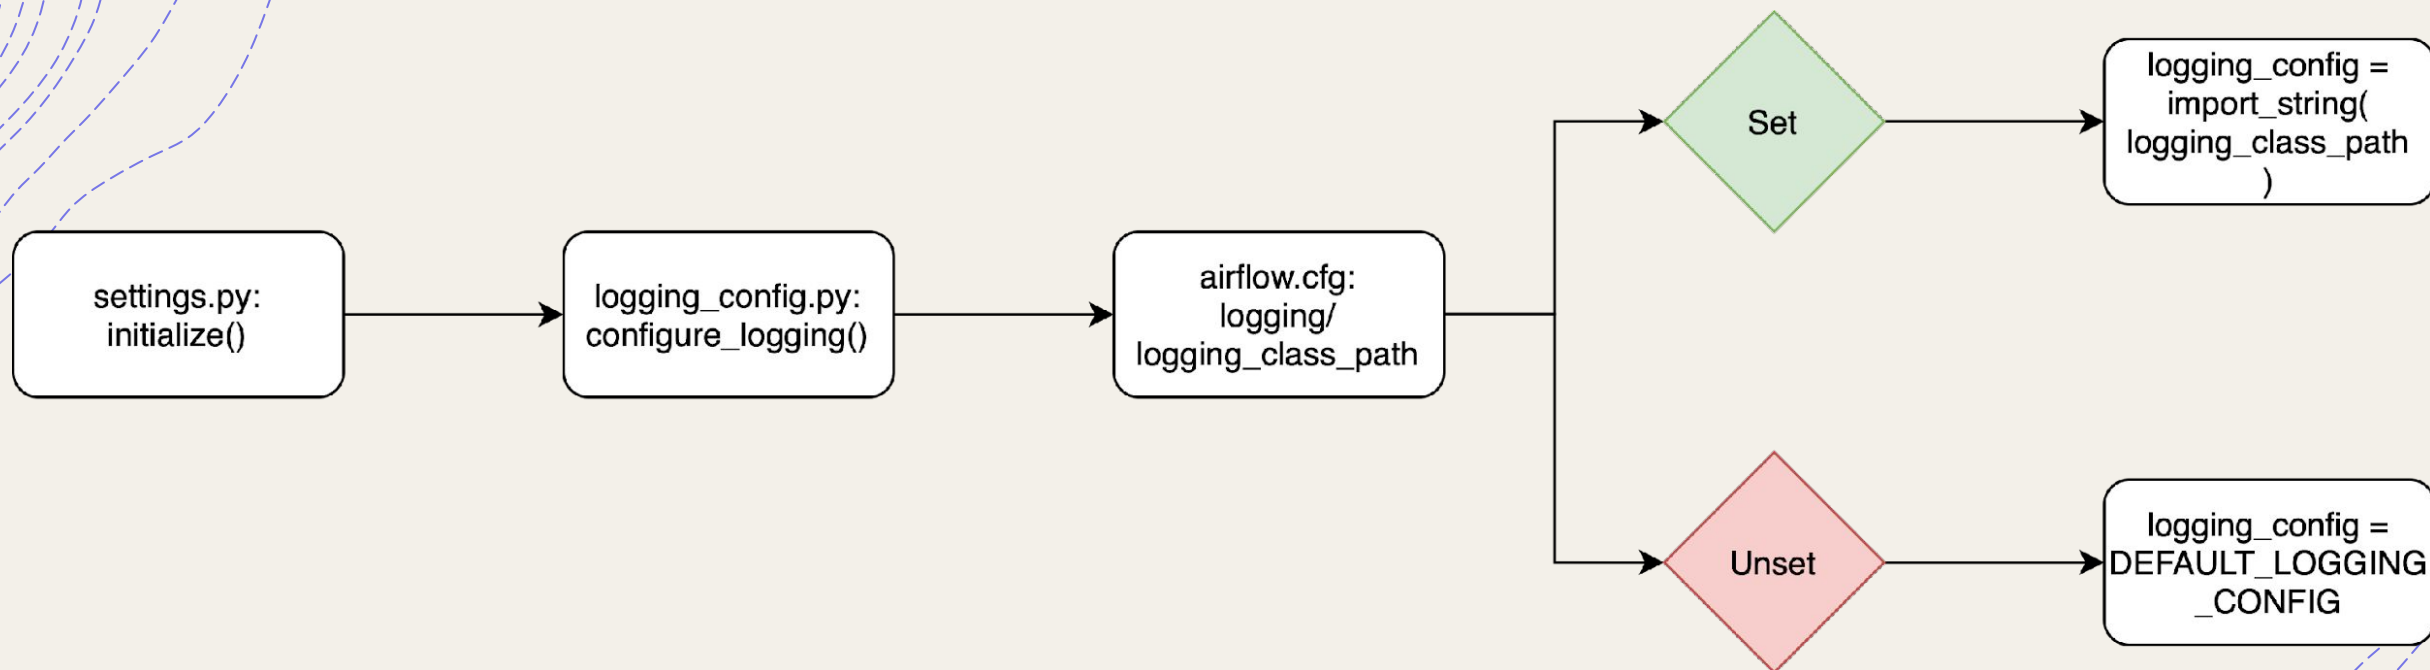 settings.py:
initialize()
logging_config.py:
configure_logging()
airflow.cfg:
logging/
logging_class_path
Set
logging_config =
import_string(
logging_class_path
)
Unset
logging_config =
DEFAULT_LOGGING
_CONFIG